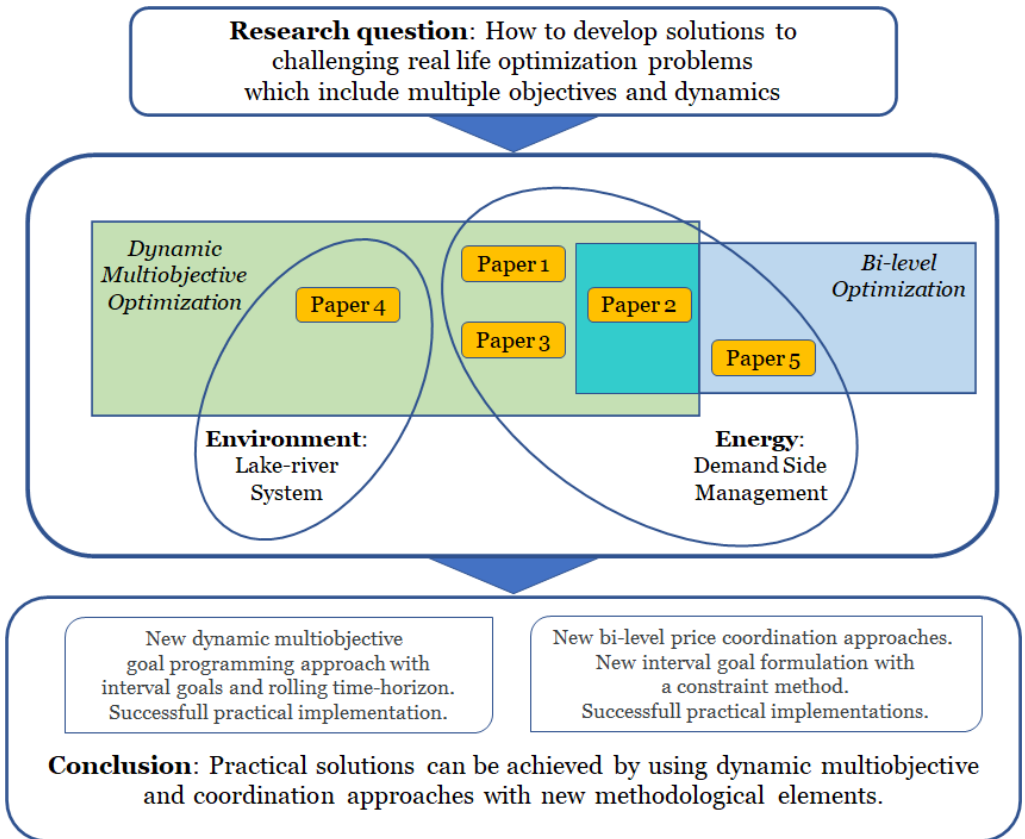 Research question: How to develop solutions to
challenging real life optimization problems
which include multiple objectives and dynamics
Dynamic
Multiobjective
Optimization
Paper 1
Bi-level
Optimization
Paper 4
Paper 2
Paper 3
Paper 5
Environment:
Lake-river
System
Energy:
Demand Side
Management
New dynamic multiobjective
goal programming approach with
interval goals and rolling time-horizon.
Successfull practical implementation.
New bi-level price coordination approaches.
New interval goal formulation with
a constraint method.
Successfull practical implementations.
Conclusion: Practical solutions can be achieved by using dynamic multiobjective
and coordination approaches with new methodological elements.